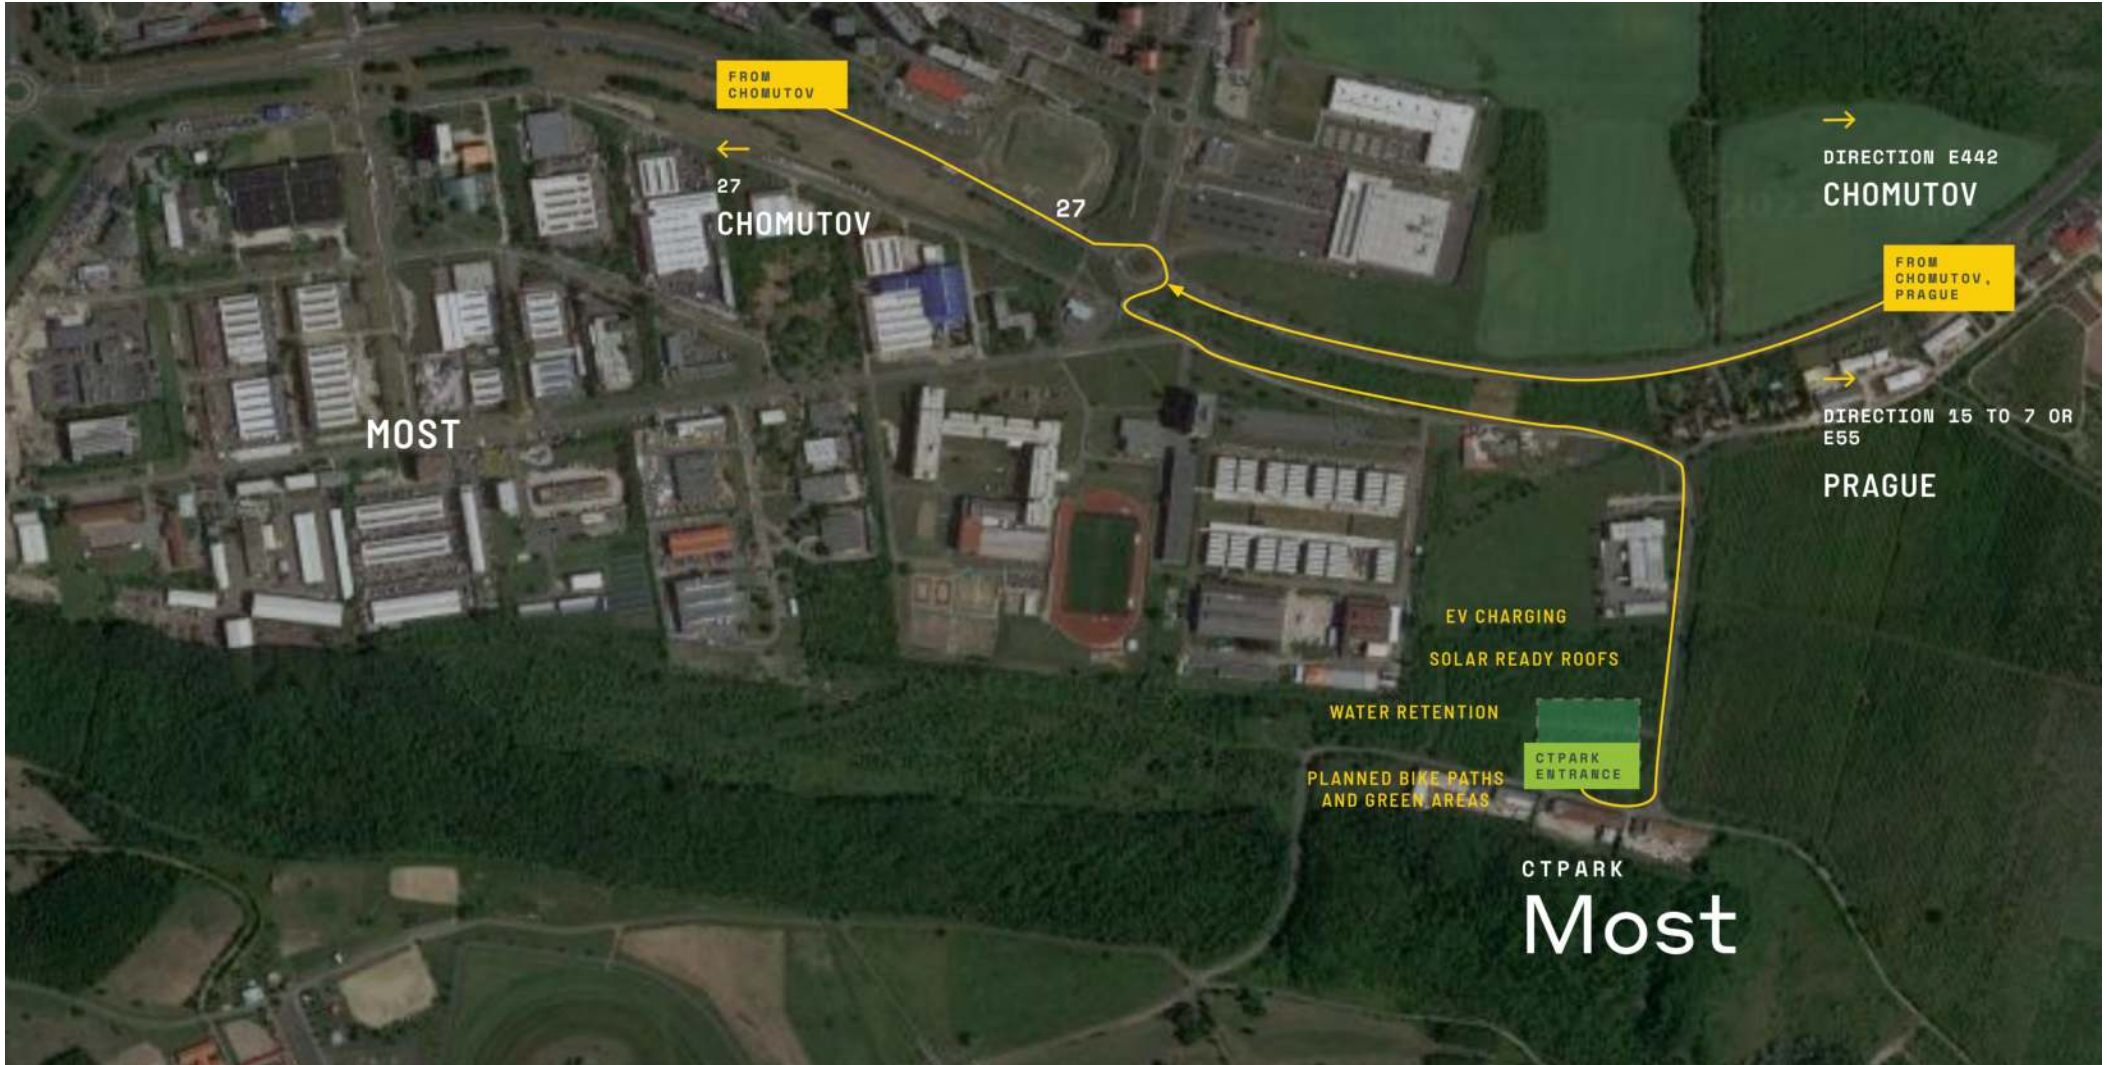 FROM
CHOMUTOV
27
CHOMUTOV
27
DIRECTION E442
CHOMUTOV
FROM
CHOMUTOV,
PRAGUE
DIRECTION 15 TO 7 OR
E55
PRAGUE
MOST
EV CHARGING
SOLAR READY ROOFS
WATER RETENTION
CTPARK
ENTRANCE
PLANNED BIKE PATHS
AND GREEN AREAS
CTPARK
Most